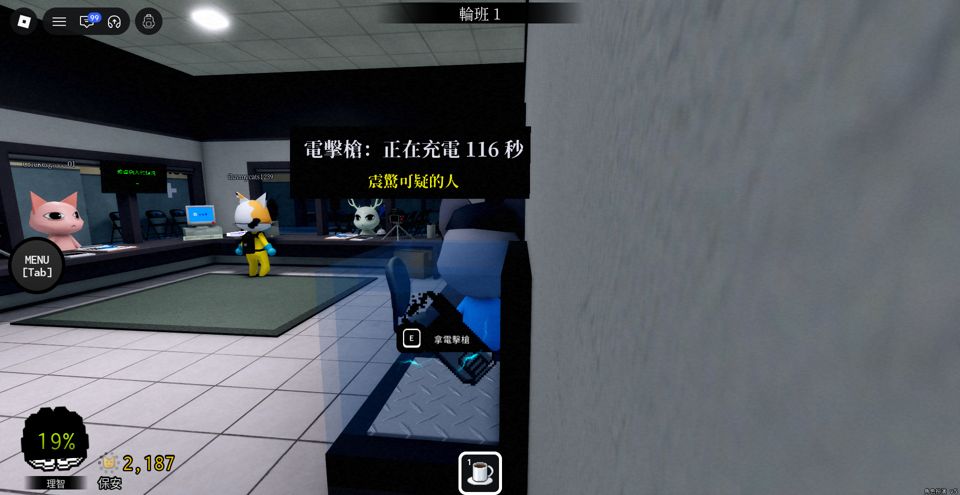 99
輪班 1
電擊槍: 正在充電 116 秒
震驚可疑的人
MENU
[Tab]
E
拿電擊槍
19%
理智
2,187
保安
1